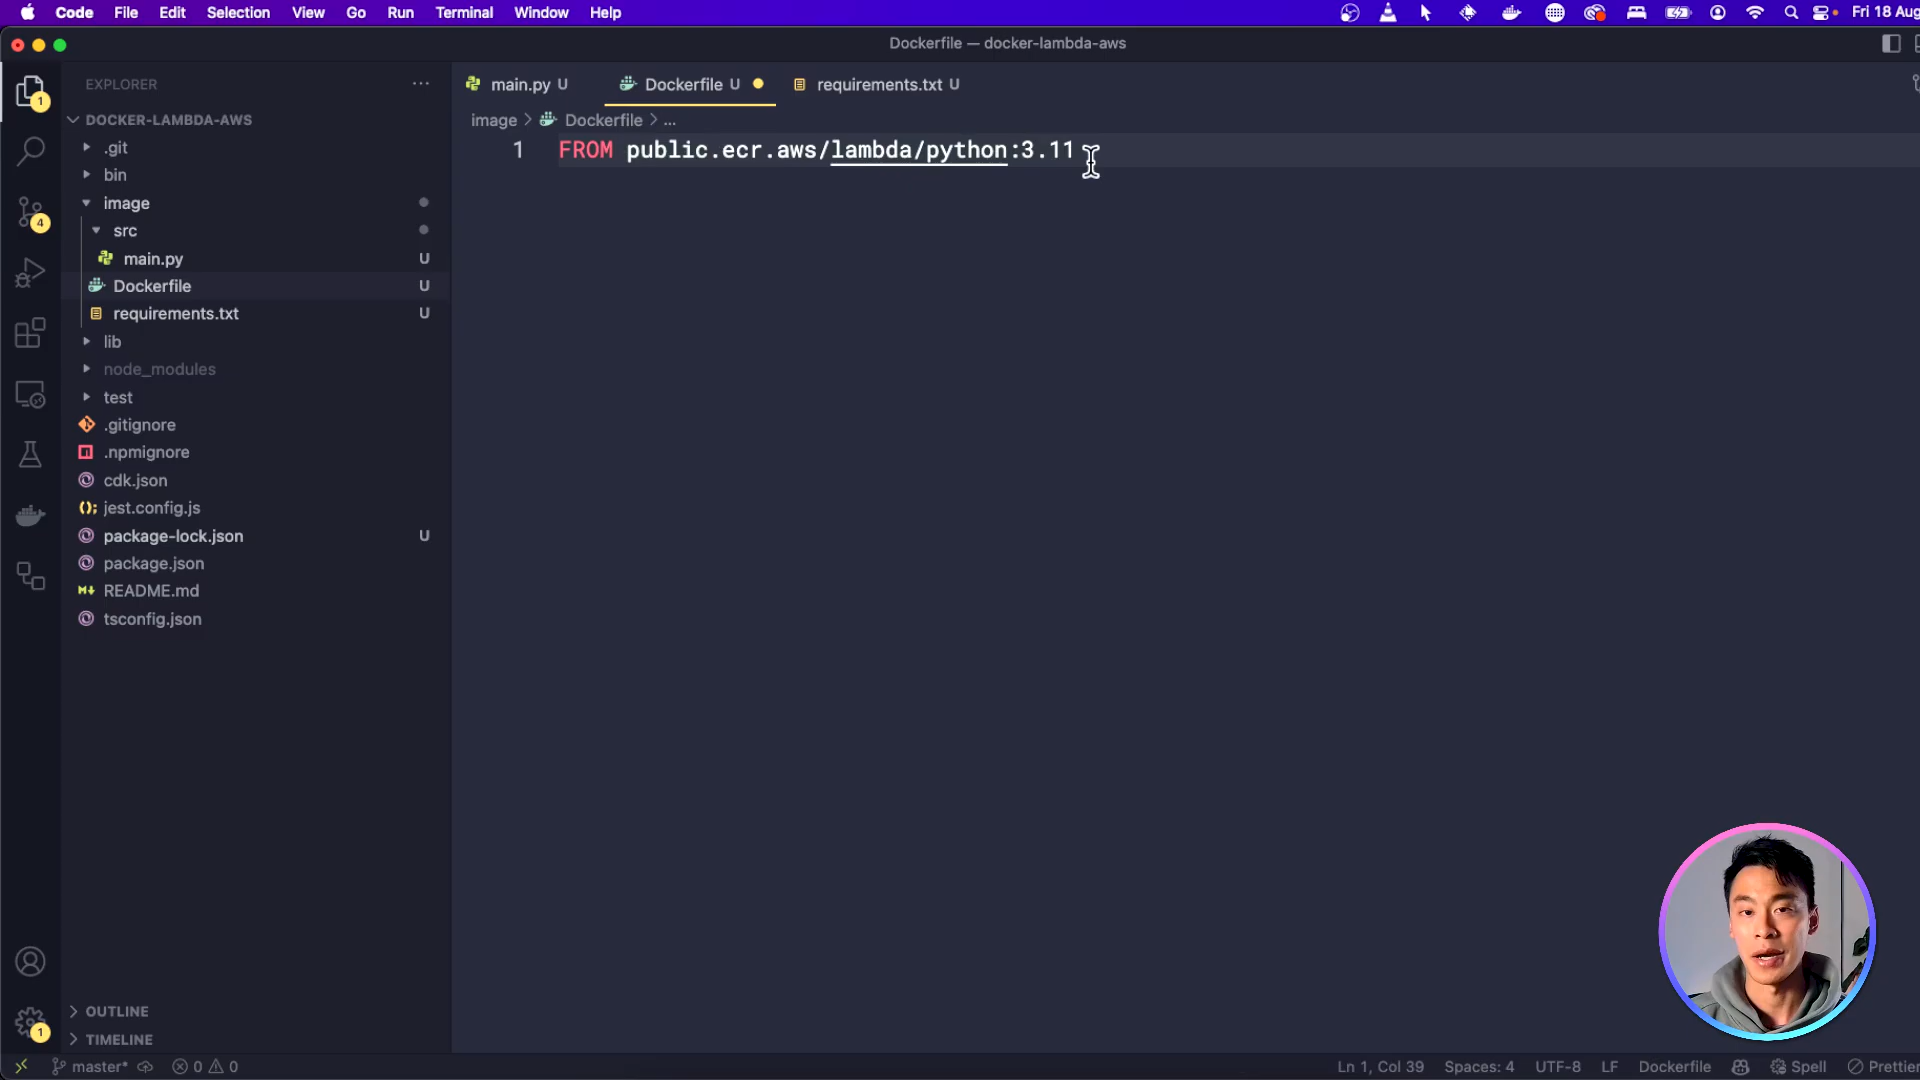 Code File Edit Selection View Go Run Terminal Window Help Fri 18 Aug
Dockerfile — docker-lambda-aws
EXPLORER
main.py U Dockerfile U requirements.txt U
DOCKER-LAMBDA-AWS
image > Dockerfile > ...
1 FROM public.ecr.aws/lambda/python:3.11
.git
bin
image
src
main.py U
Dockerfile U
requirements.txt U
lib
node_modules
test
.gitignore
.npmignore
cdk.json
jest.config.js
package-lock.json U
package.json
README.md
tsconfig.json
1
4
1
OUTLINE
TIMELINE
master* 0 0 Ln 1, Col 39 Spaces: 4 UTF-8 LF Dockerfile Spell Prettier